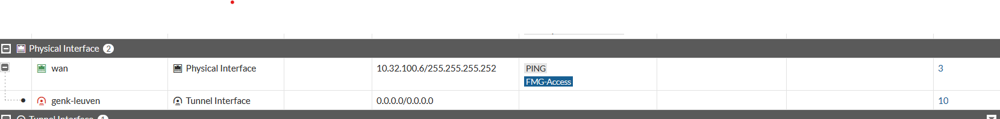 Physical Interface 2
wan Physical Interface 10.32.100.6/255.255.255.252 PING 3
FMG-Access
genk-leuven Tunnel Interface 0.0.0.0/0.0.0.0 10
Tunnel Interface 1